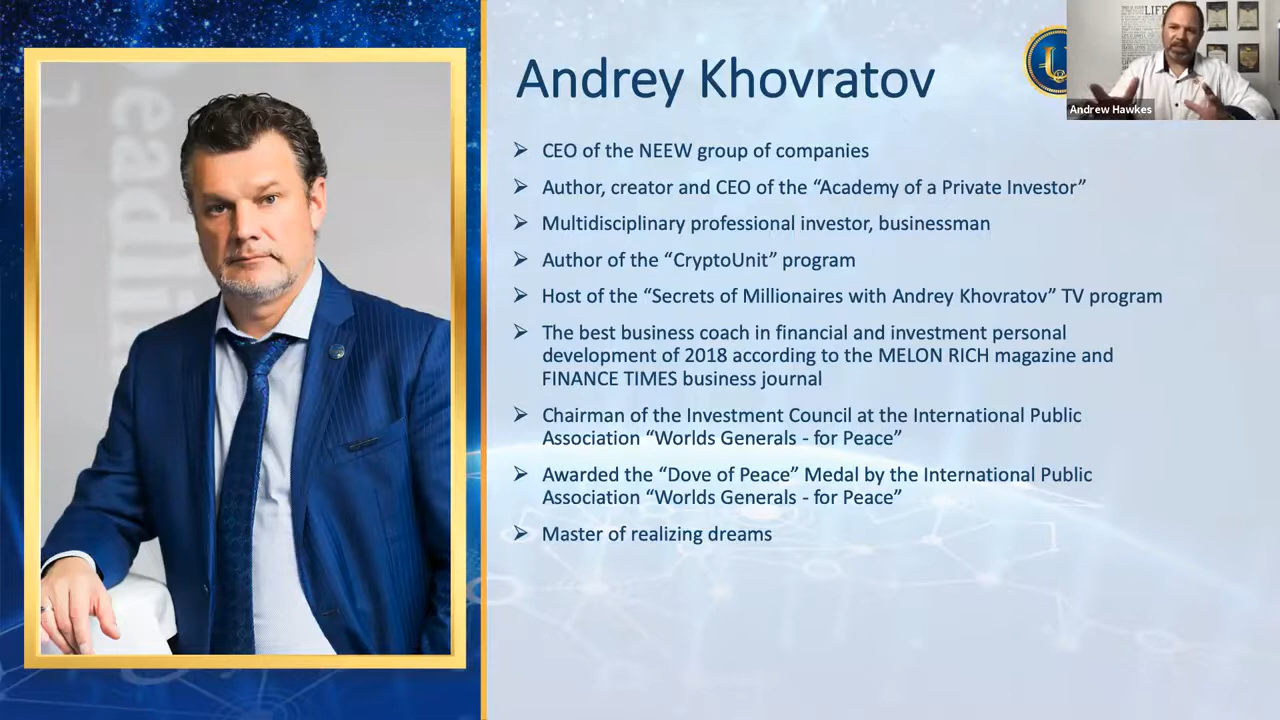 Andrey Khovratov
LIFE
Andrew Hawkes
➢ CEO of the NEEW group of companies
➢ Author, creator and CEO of the “Academy of a Private Investor”
➢ Multidisciplinary professional investor, businessman
➢ Author of the “CryptoUnit” program
➢ Host of the “Secrets of Millionaires with Andrey Khovratov” TV program
➢ The best business coach in financial and investment personal
development of 2018 according to the MELON RICH magazine and
FINANCE TIMES business journal
➢ Chairman of the Investment Council at the International Public
Association “Worlds Generals - for Peace”
➢ Awarded the “Dove of Peace” Medal by the International Public
Association “Worlds Generals - for Peace”
➢ Master of realizing dreams